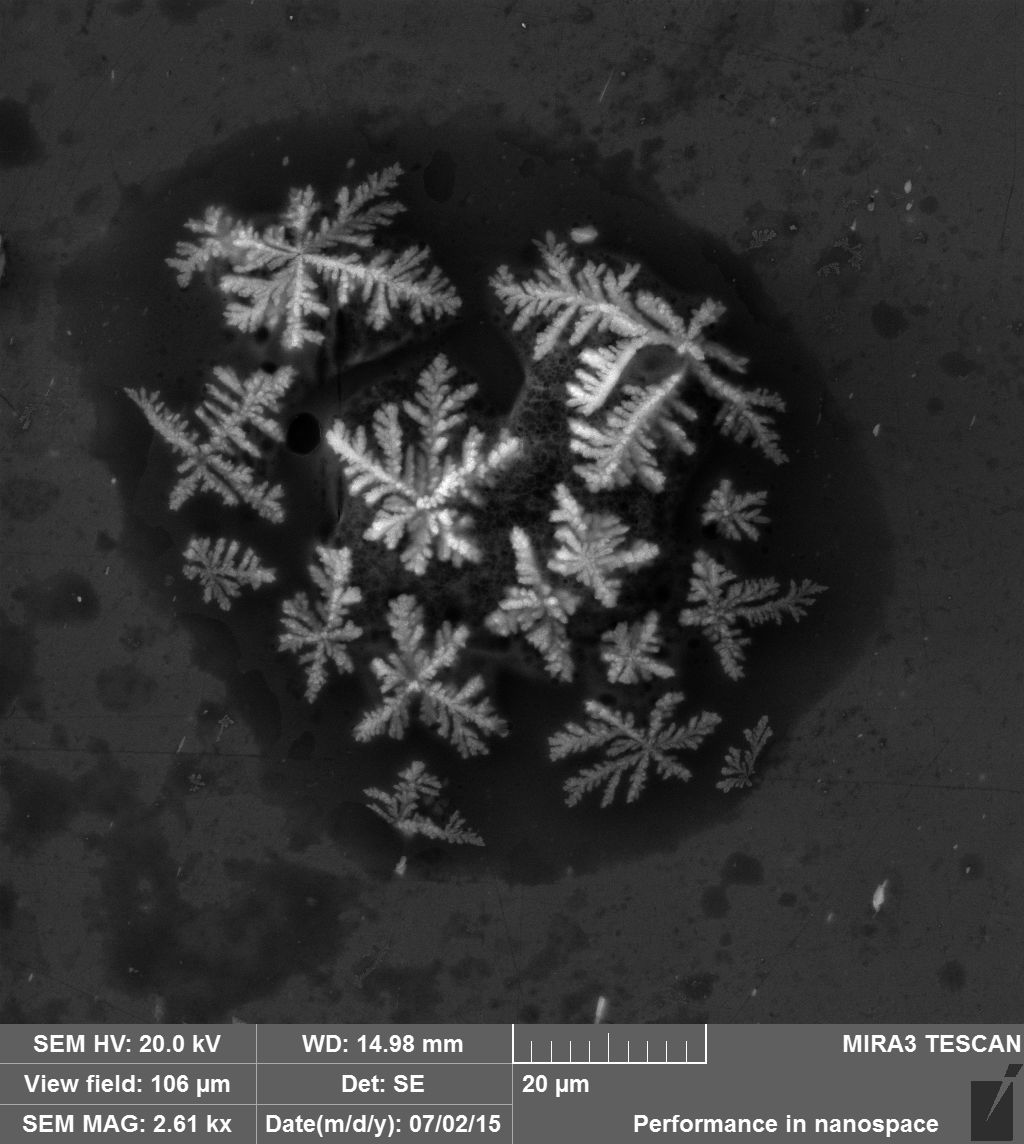 SEM HV: 20.0 kV
WD: 14.98 mm
MIRA3 TESCAN
View field: 106 µm
Det: SE
20 µm
SEM MAG: 2.61 kx
Date(m/d/y): 07/02/15
Performance in nanospace